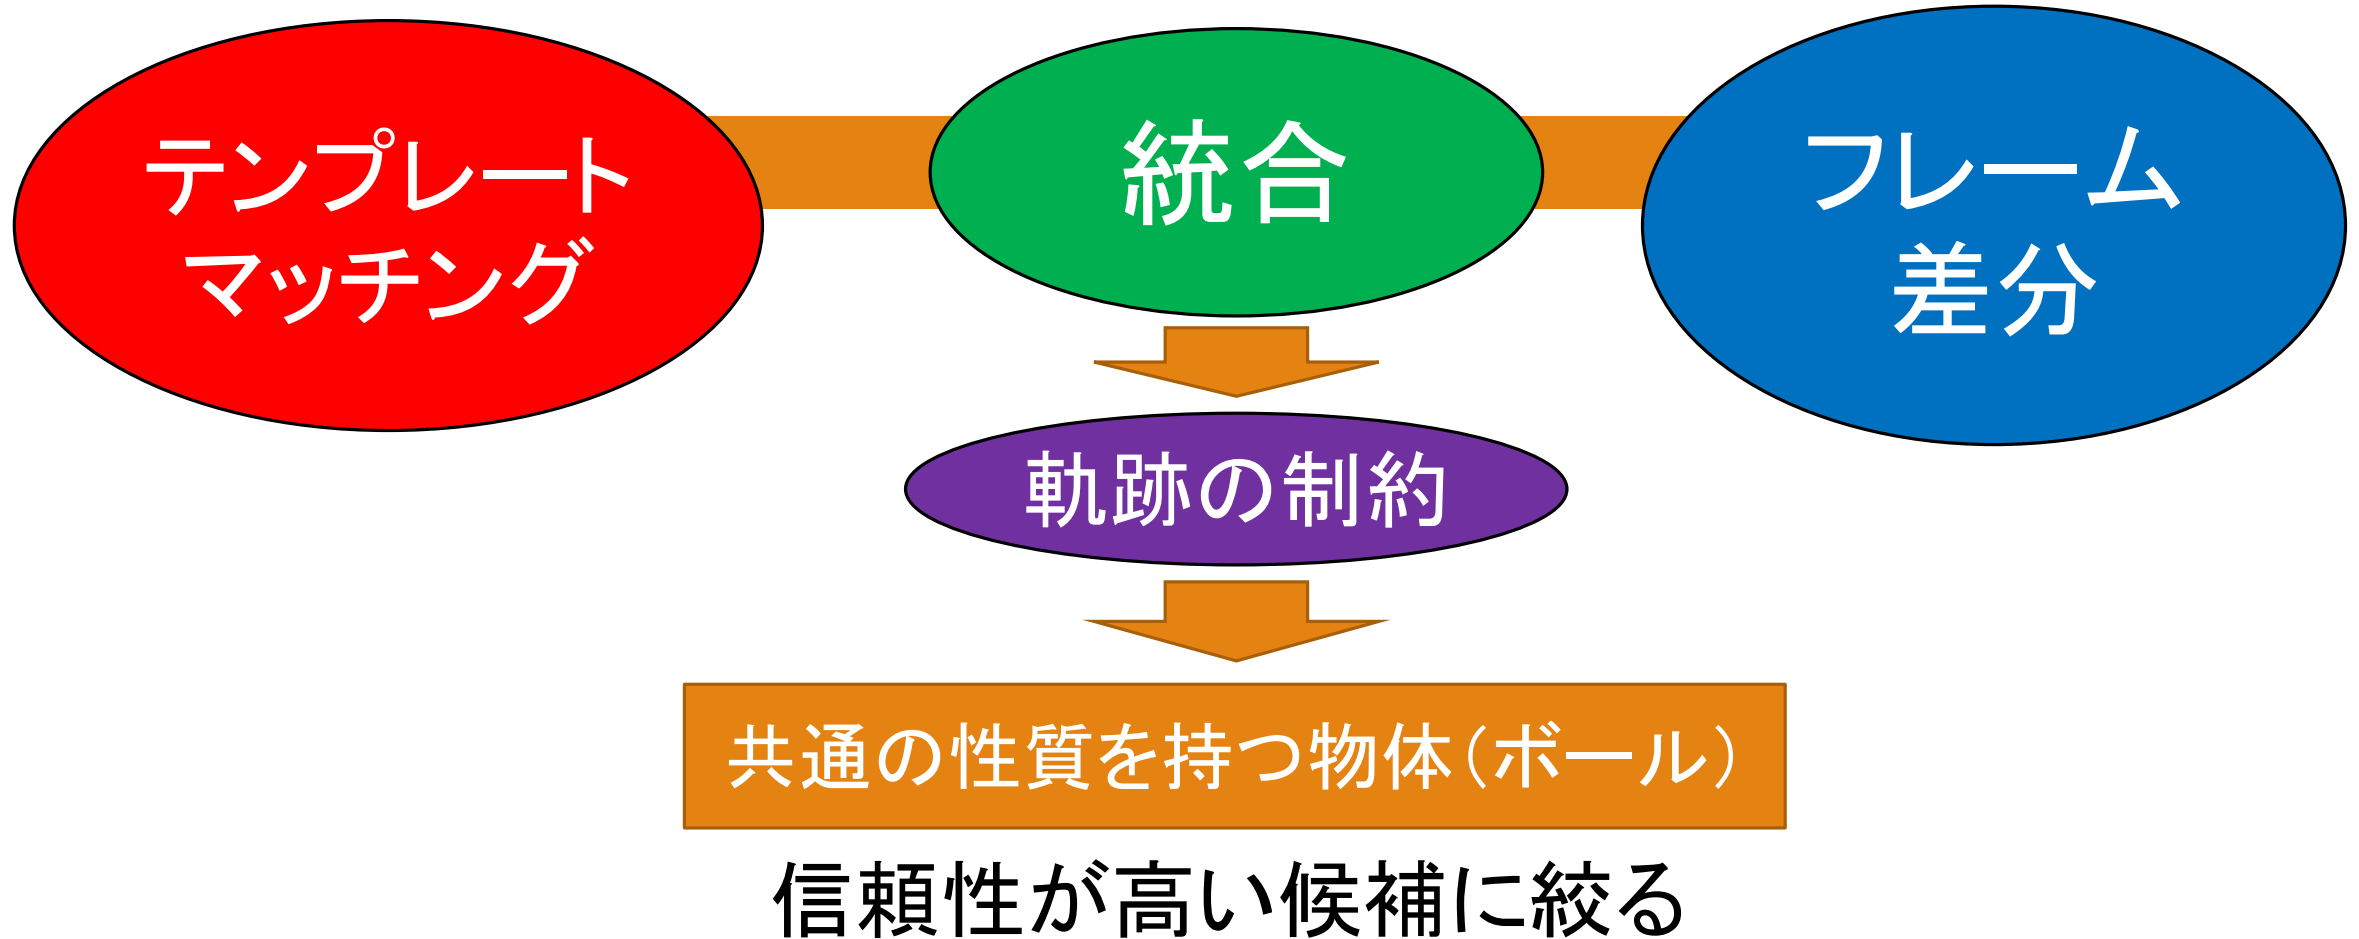 テンプレート
マッチング
統合
フレーム
差分
軌跡の制約
共通の性質を持つ物体(ボール)
信頼性が高い候補に絞る